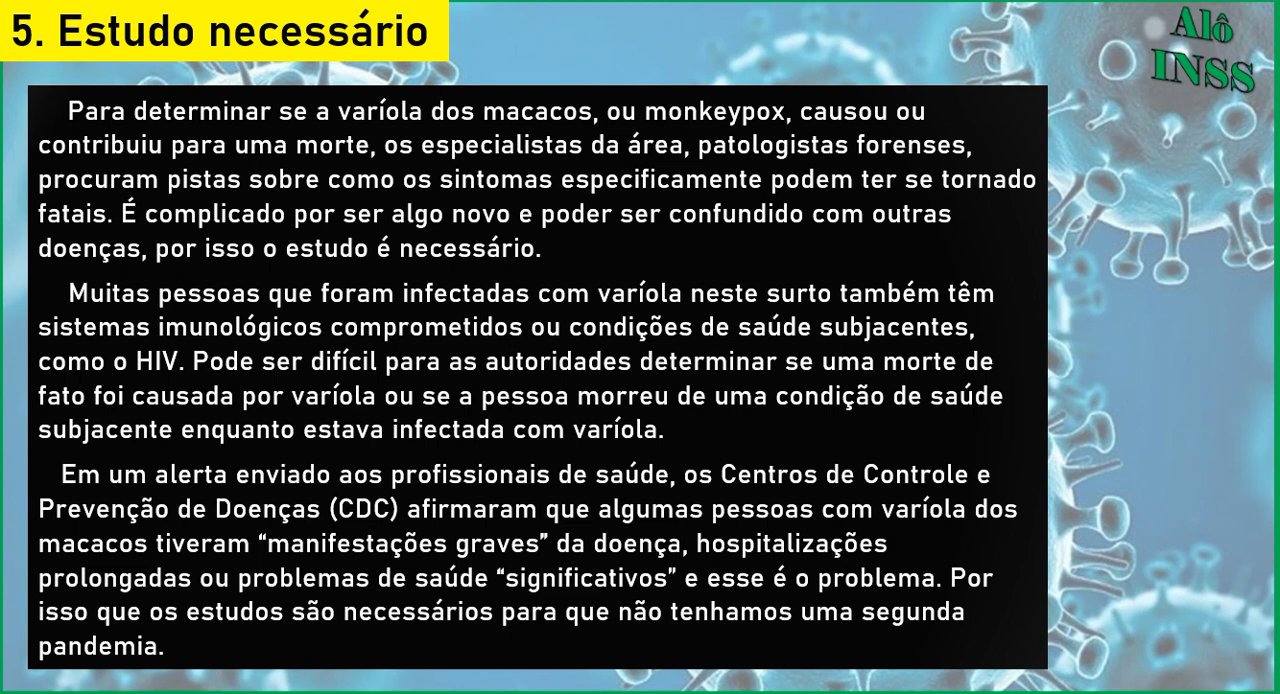 5. Estudo necessário
Alô
INSS
Para determinar se a varíola dos macacos, ou monkeypox, causou ou
contribuiu para uma morte, os especialistas da área, patologistas forenses,
procuram pistas sobre como os sintomas especificamente podem ter se tornado
fatais. É complicado por ser algo novo e poder ser confundido com outras
doenças, por isso o estudo é necessário.
Muitas pessoas que foram infectadas com varíola neste surto também têm
sistemas imunológicos comprometidos ou condições de saúde subjacentes,
como o HIV. Pode ser difícil para as autoridades determinar se uma morte de
fato foi causada por varíola ou se a pessoa morreu de uma condição de saúde
subjacente enquanto estava infectada com varíola.
Em um alerta enviado aos profissionais de saúde, os Centros de Controle e
Prevenção de Doenças (CDC) afirmaram que algumas pessoas com varíola dos
macacos tiveram “manifestações graves” da doença, hospitalizações
prolongadas ou problemas de saúde “significativos” e esse é o problema. Por
isso que os estudos são necessários para que não tenhamos uma segunda
pandemia.